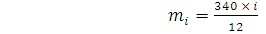 mᵢ = 340 × i / 12